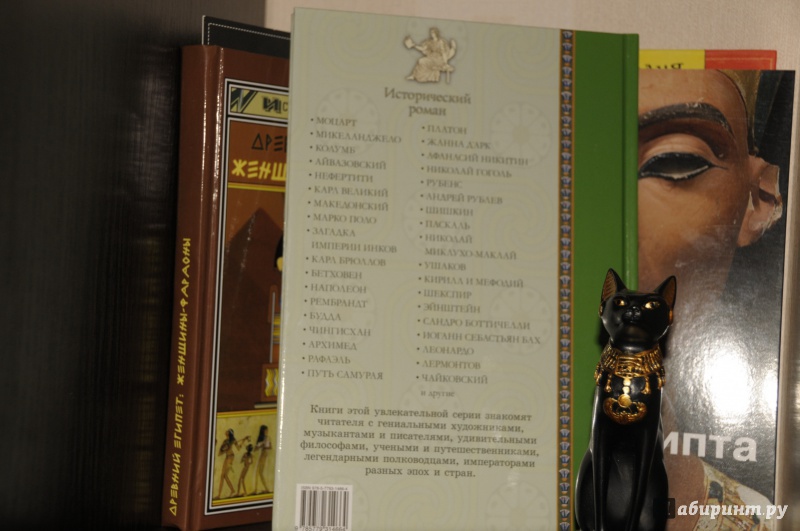 ДРЕВНИЙ ЕГИПЕТ: ЖЕНЩИНЫ-ФАРАОНЫ
Исторический
роман
• МОЦАРТ
• МИКЕЛАНДЖЕЛО
• КОЛУМБ
• АЙВАЗОВСКИЙ
• НЕФЕРТИТИ
• КАРЛ ВЕЛИКИЙ
• МАКЕДОНСКИЙ
• МАРКО ПОЛО
• ЗАГАДКА
ИМПЕРИИ ИНКОВ
• КАРЛ БРЮЛЛОВ
• БЕТХОВЕН
• НАПОЛЕОН
• РЕМБРАНДТ
• БУДДА
• ЧИНГИСХАН
• АРХИМЕД
• РАФАЭЛЬ
• ПУТЬ САМУРАЯ
• ПЛАТОН
• ЖАННА ДАРК
• АФАНАСИЙ НИКИТИН
• НИКОЛАЙ ГОГОЛЬ
• РУБЕНС
• АНДРЕЙ РУБЛЕВ
• ШИШКИН
• ПАСКАЛЬ
• НИКОЛАЙ
МИКЛУХО-МАКЛАЙ
• УШАКОВ
• КИРИЛЛ И МЕФОДИЙ
• ШЕКСПИР
• ЭЙНШТЕЙН
• САНДРО БОТТИЧЕЛЛИ
• ИОГАНН СЕБАСТЬЯН БАХ
• ЛЕОНАРДО
• ЛЕРМОНТОВ
• ЧАЙКОВСКИЙ
и другие
Книги этой увлекательной серии знакомят
читателя с гениальными художниками,
музыкантами и писателями, удивительными
философами, учеными и путешественниками,
легендарными полководцами, императорами
разных эпох и стран.
ипта
абиринт.ру